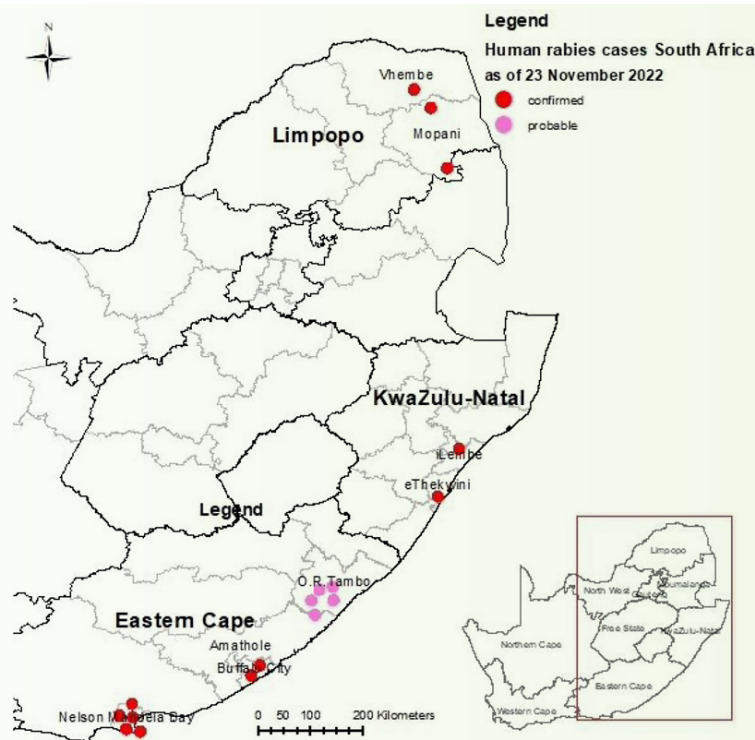 N
Legend
Human rabies cases South Africa
as of 23 November 2022
confirmed
probable
Vhembe
Limpopo
Mopani
KwaZulu-Natal
iLembe
eThekwini
Legend
O.R.Tambo
Eastern Cape
Amathole
Buffalo City
Nelson Mandela Bay
0 50 100 200 Kilometers
Limpopo
North West
Gauteng
Mpumalanga
Free State
KwaZulu-Natal
Northern Cape
Eastern Cape
Western Cape